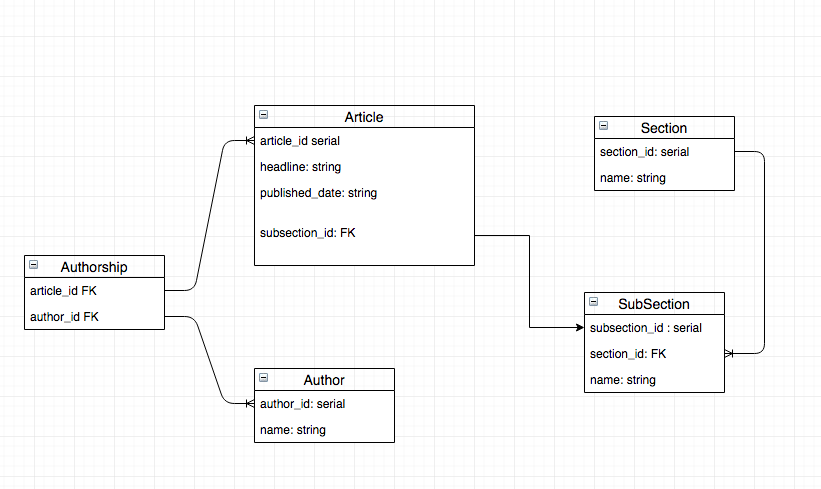 Article
article_id serial
headline: string
published_date: string
subsection_id: FK
Section
section_id: serial
name: string
Authorship
article_id FK
author_id FK
SubSection
subsection_id : serial
section_id: FK
name: string
Author
author_id: serial
name: string